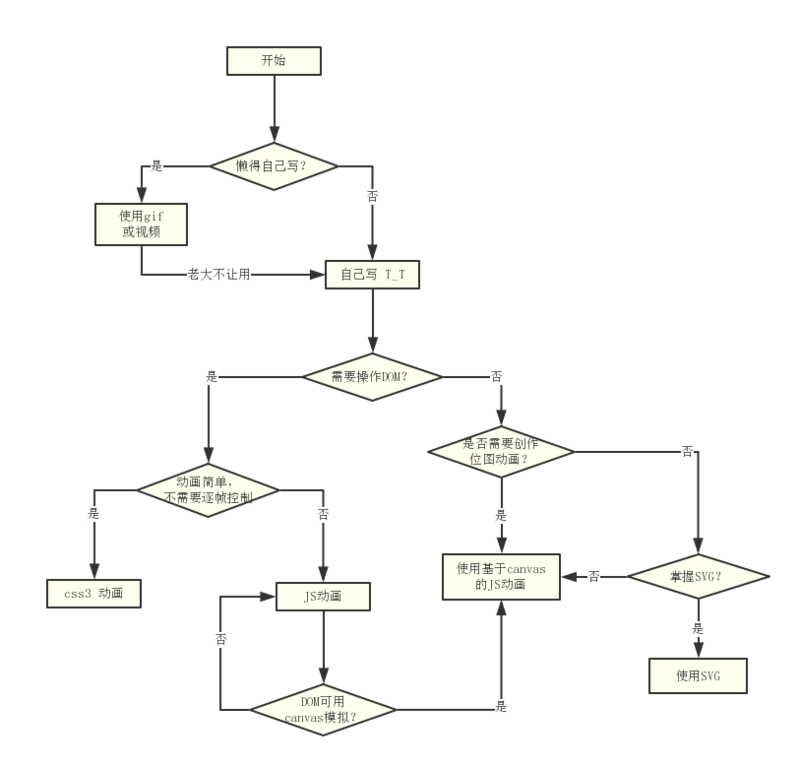 开始
懒得自己写?
是
否
使用gif
或视频
老大不让用
自己写 T_T
需要操作DOM?
是
否
是否需要创作
位图动画?
动画简单,
不需要逐帧控制
否
是
否
是
使用基于canvas
的JS动画
否
掌握SVG?
css3 动画
JS动画
否
是
使用SVG
DOM可用
canvas模拟?
是